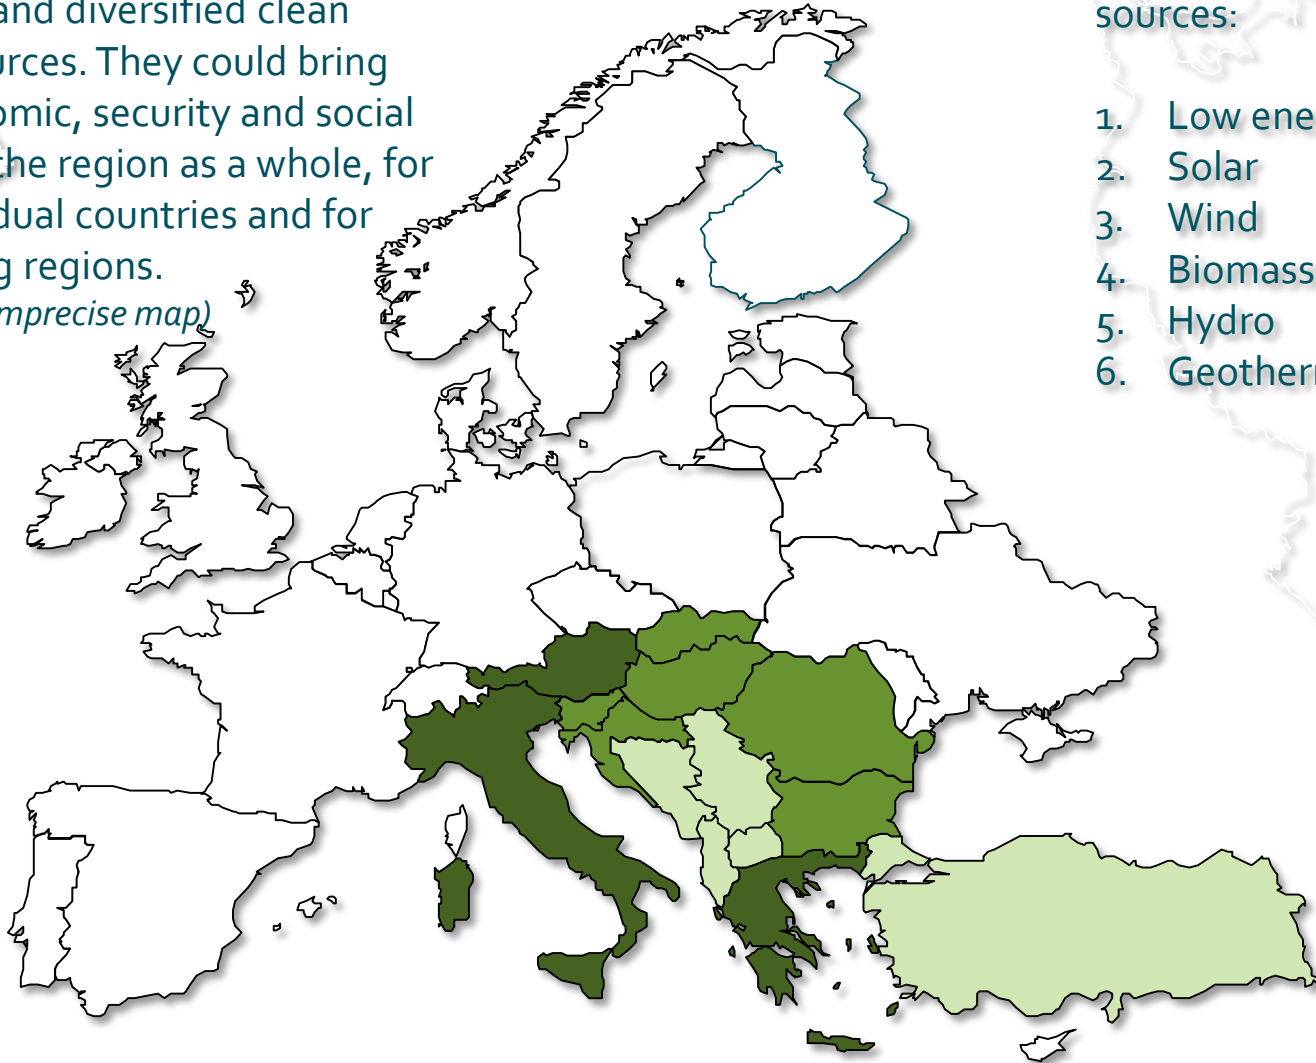 and diversified clean
urces. They could bring
omic, security and social
the region as a whole, for
dual countries and for
g regions.
mprecise map)
sources:
1. Low ene
2. Solar
3. Wind
4. Biomass
5. Hydro
6. Geother